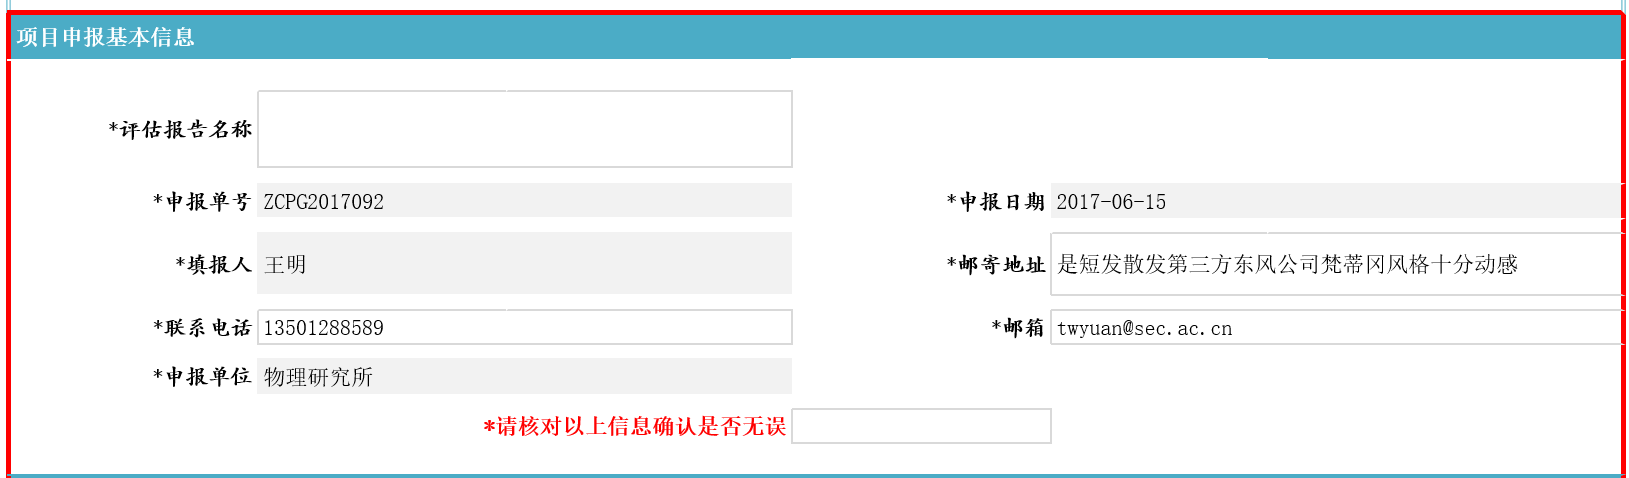 项目申报基本信息
*评估报告名称
*申报单号 ZCPG2017092 *申报日期 2017-06-15
*填报人 王明 *邮寄地址 是短发散发第三方东风公司梵蒂冈风格十分动感
*联系电话 13501288589 *邮箱 twyuan@sec.ac.cn
*申报单位 物理研究所
*请核对以上信息确认是否无误